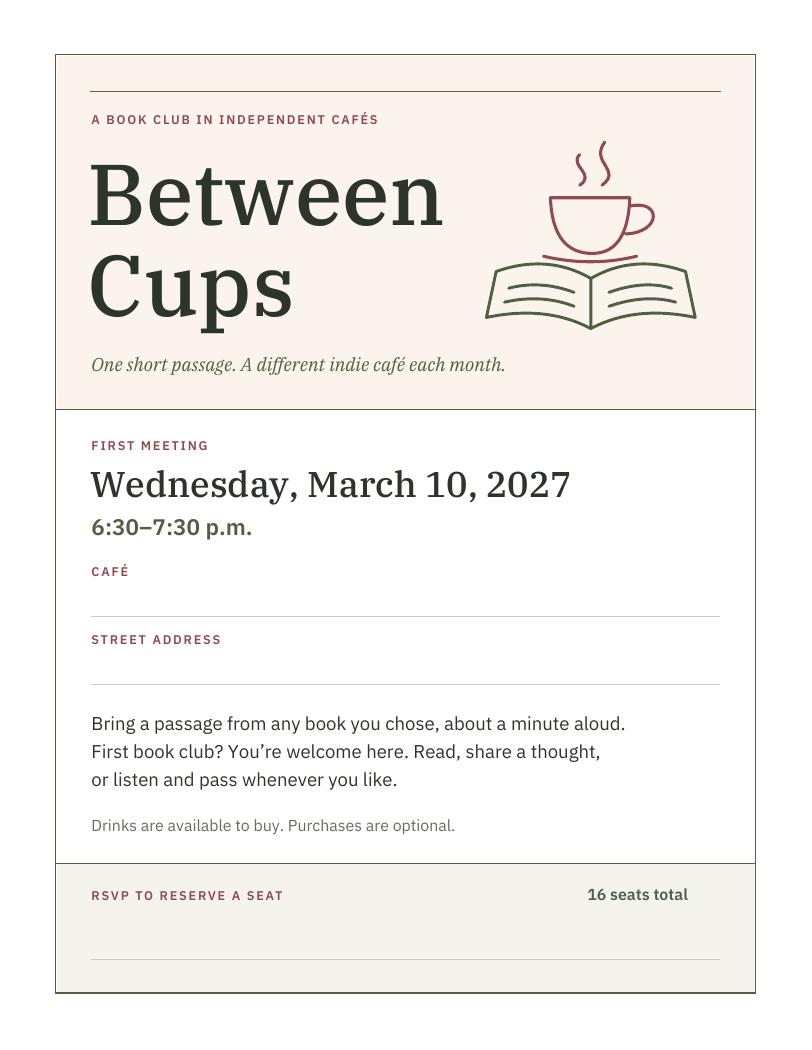 A BOOK CLUB IN INDEPENDENT CAFÉS
Between
Cups
One short passage. A different indie café each month.
FIRST MEETING
Wednesday, March 10, 2027
6:30–7:30 p.m.
CAFÉ
STREET ADDRESS
Bring a passage from any book you chose, about a minute aloud.
First book club? You’re welcome here. Read, share a thought,
or listen and pass whenever you like.
Drinks are available to buy. Purchases are optional.
RSVP TO RESERVE A SEAT
16 seats total